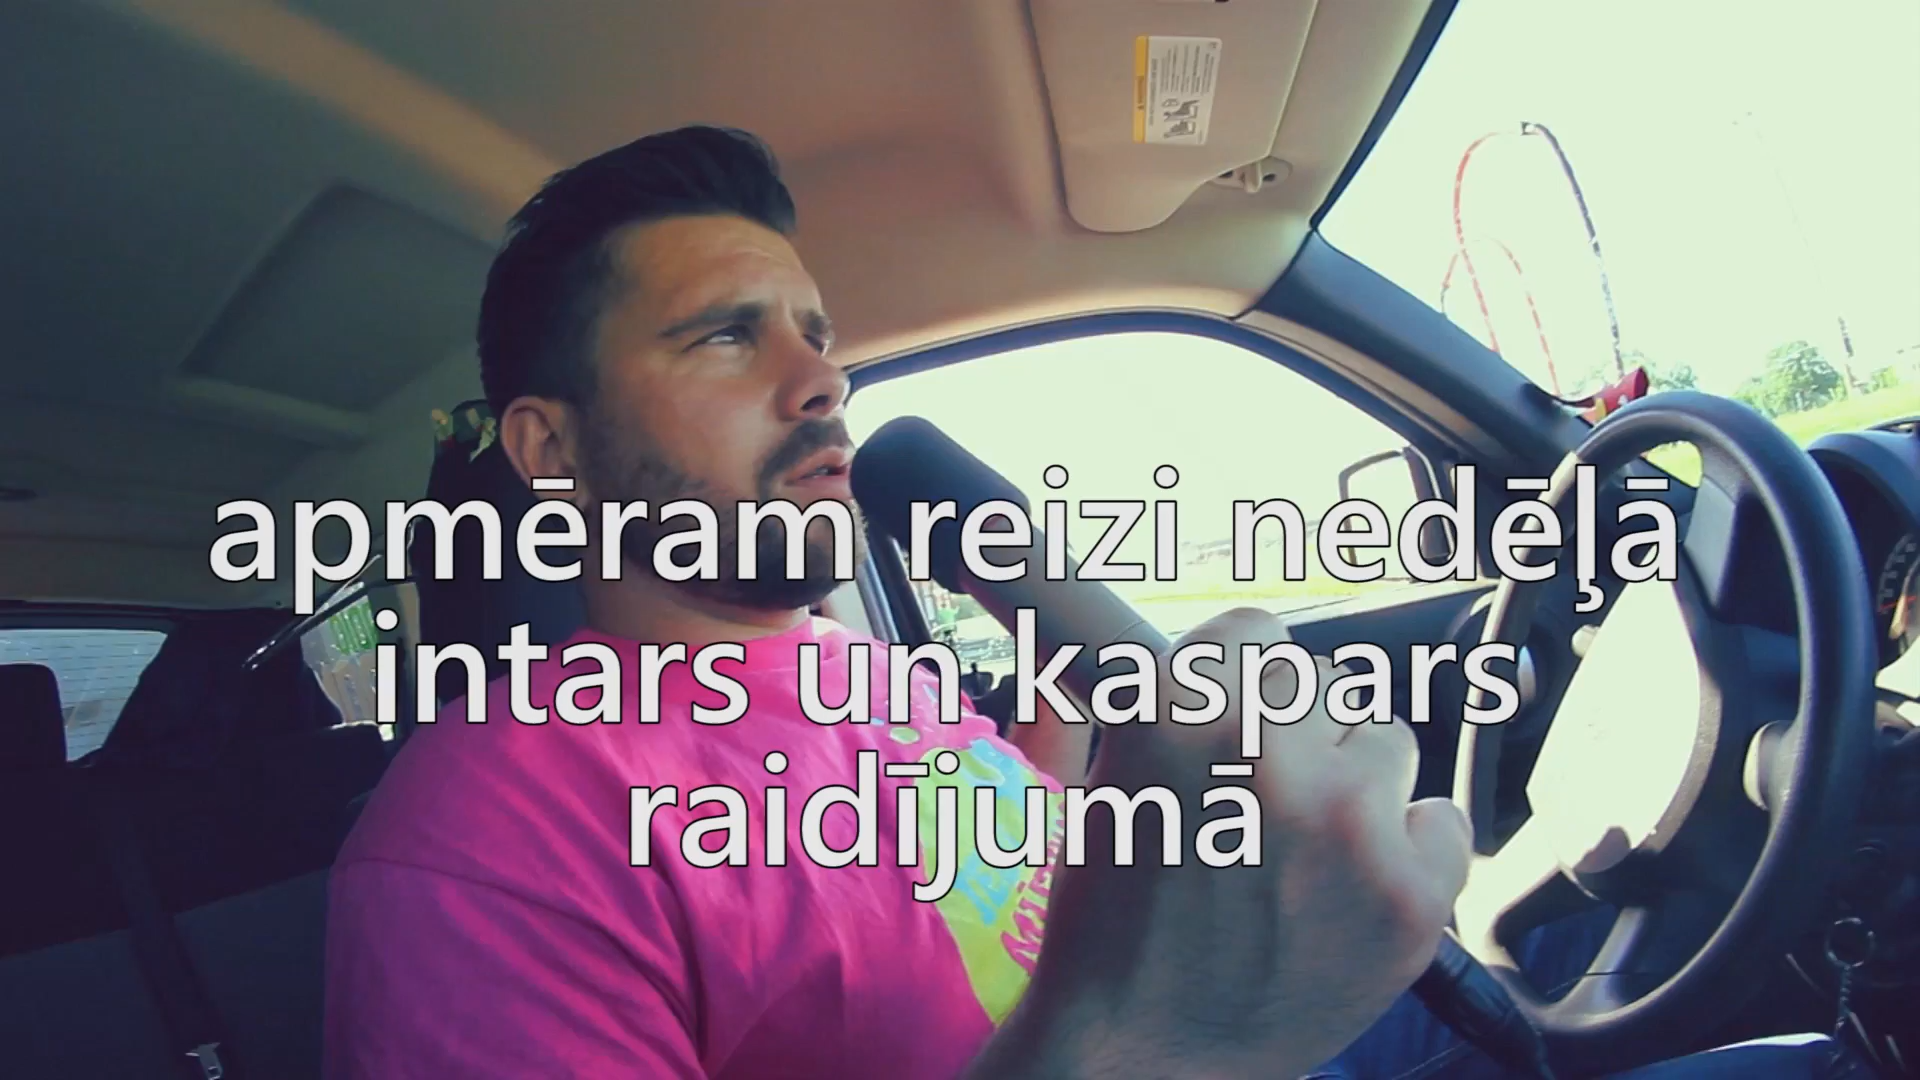 apmēram reizi nedēļā
intars un kaspars
raidījumā